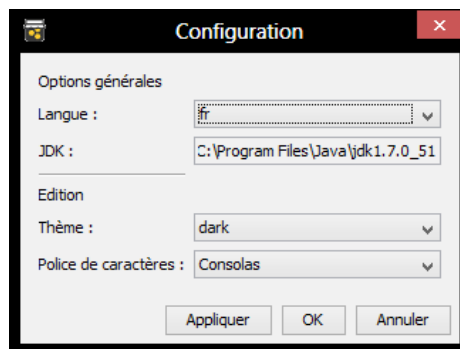 Configuration
Options générales
Langue : fr
JDK : C:\Program Files\Java\jdk1.7.0_51
Edition
Thème : dark
Police de caractères : Consolas
Appliquer OK Annuler